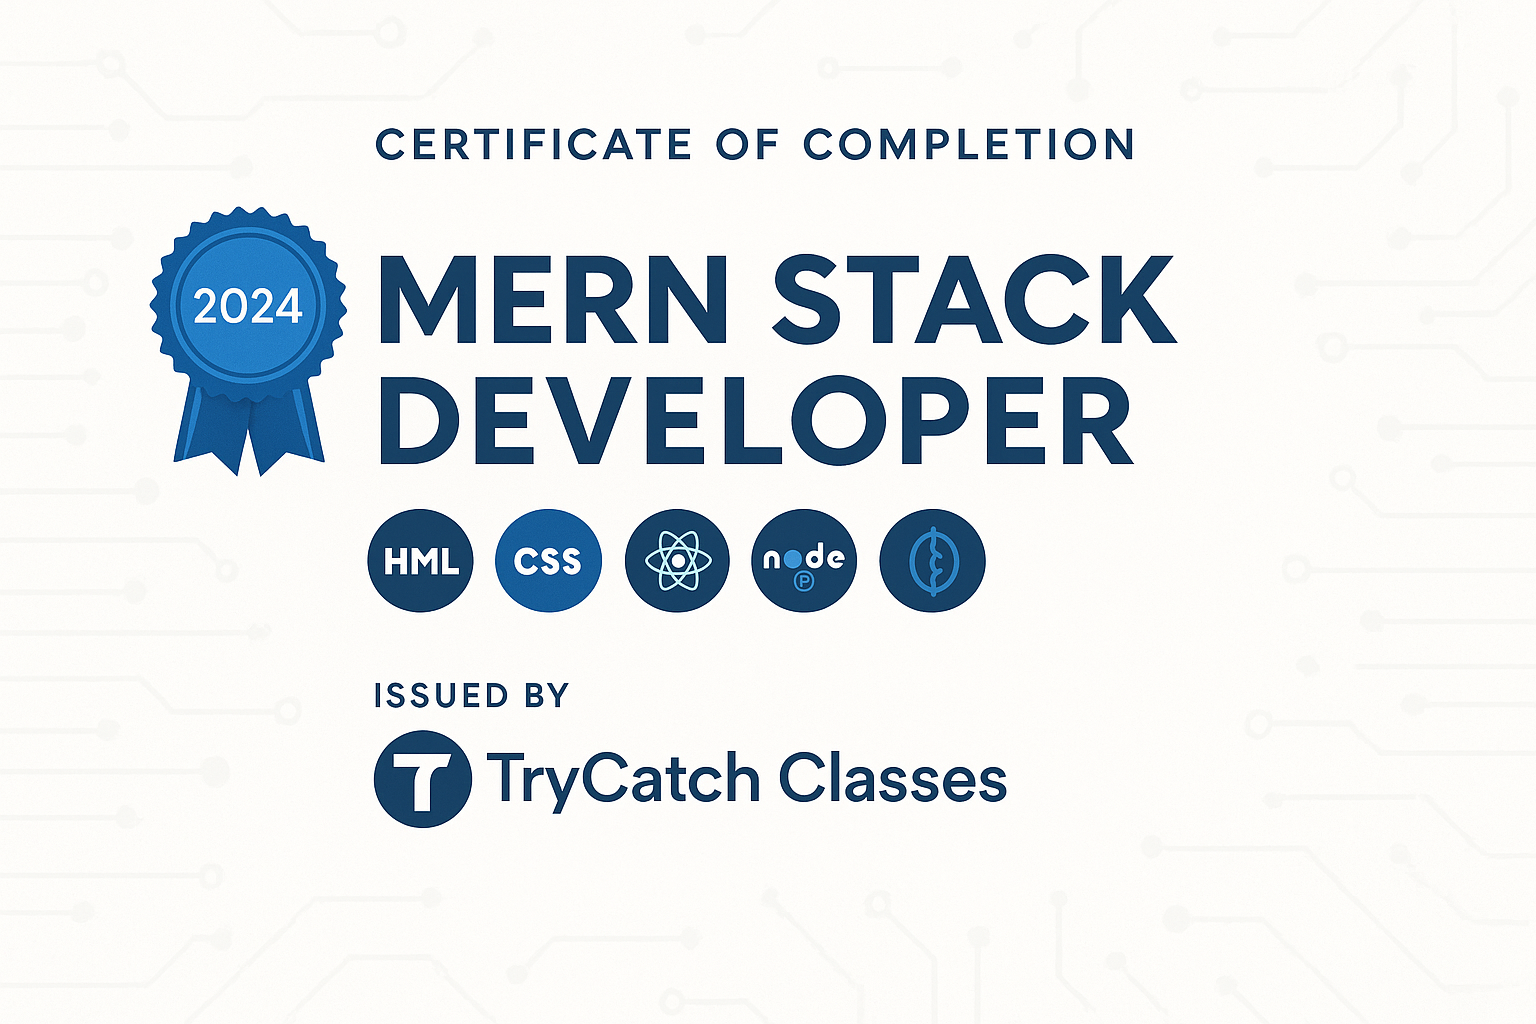 CERTIFICATE OF COMPLETION
2024
MERN STACK
DEVELOPER
HML
CSS
node
P
ISSUED BY
T
TryCatch Classes